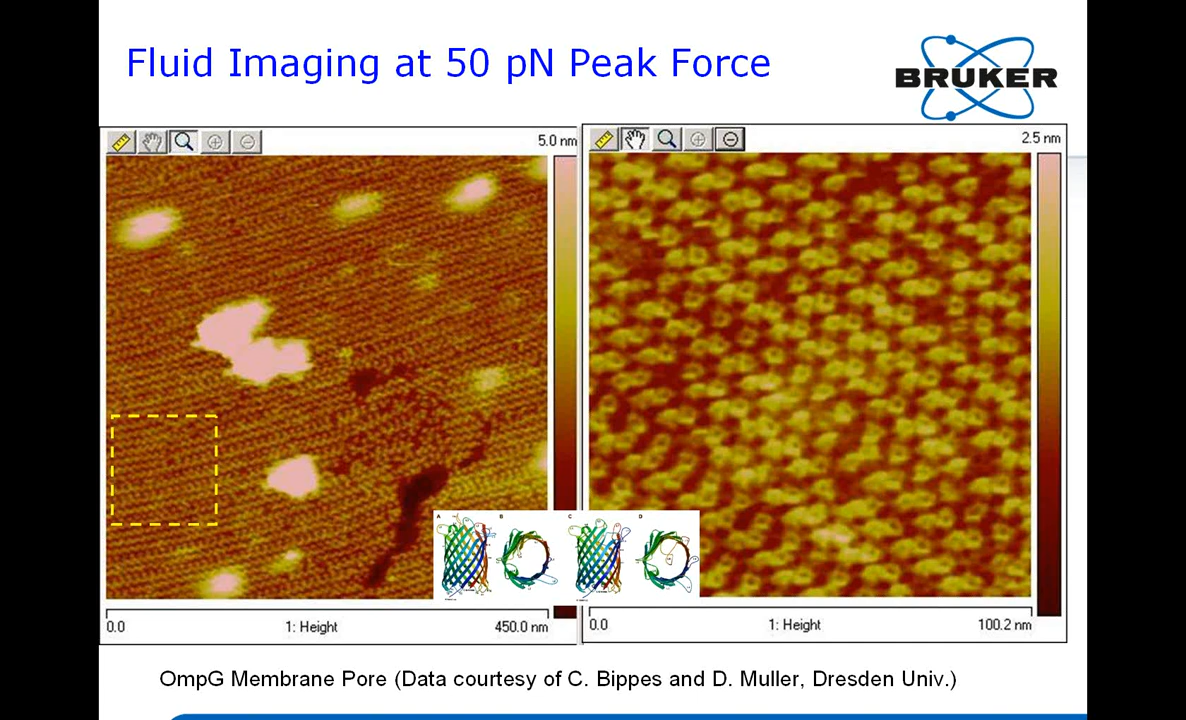 Fluid Imaging at 50 pN Peak Force
BRUKER
5.0 nm
2.5 nm
A
B
C
D
0.0
1: Height
450.0 nm
0.0
1: Height
100.2 nm
OmpG Membrane Pore (Data courtesy of C. Bippes and D. Muller, Dresden Univ.)